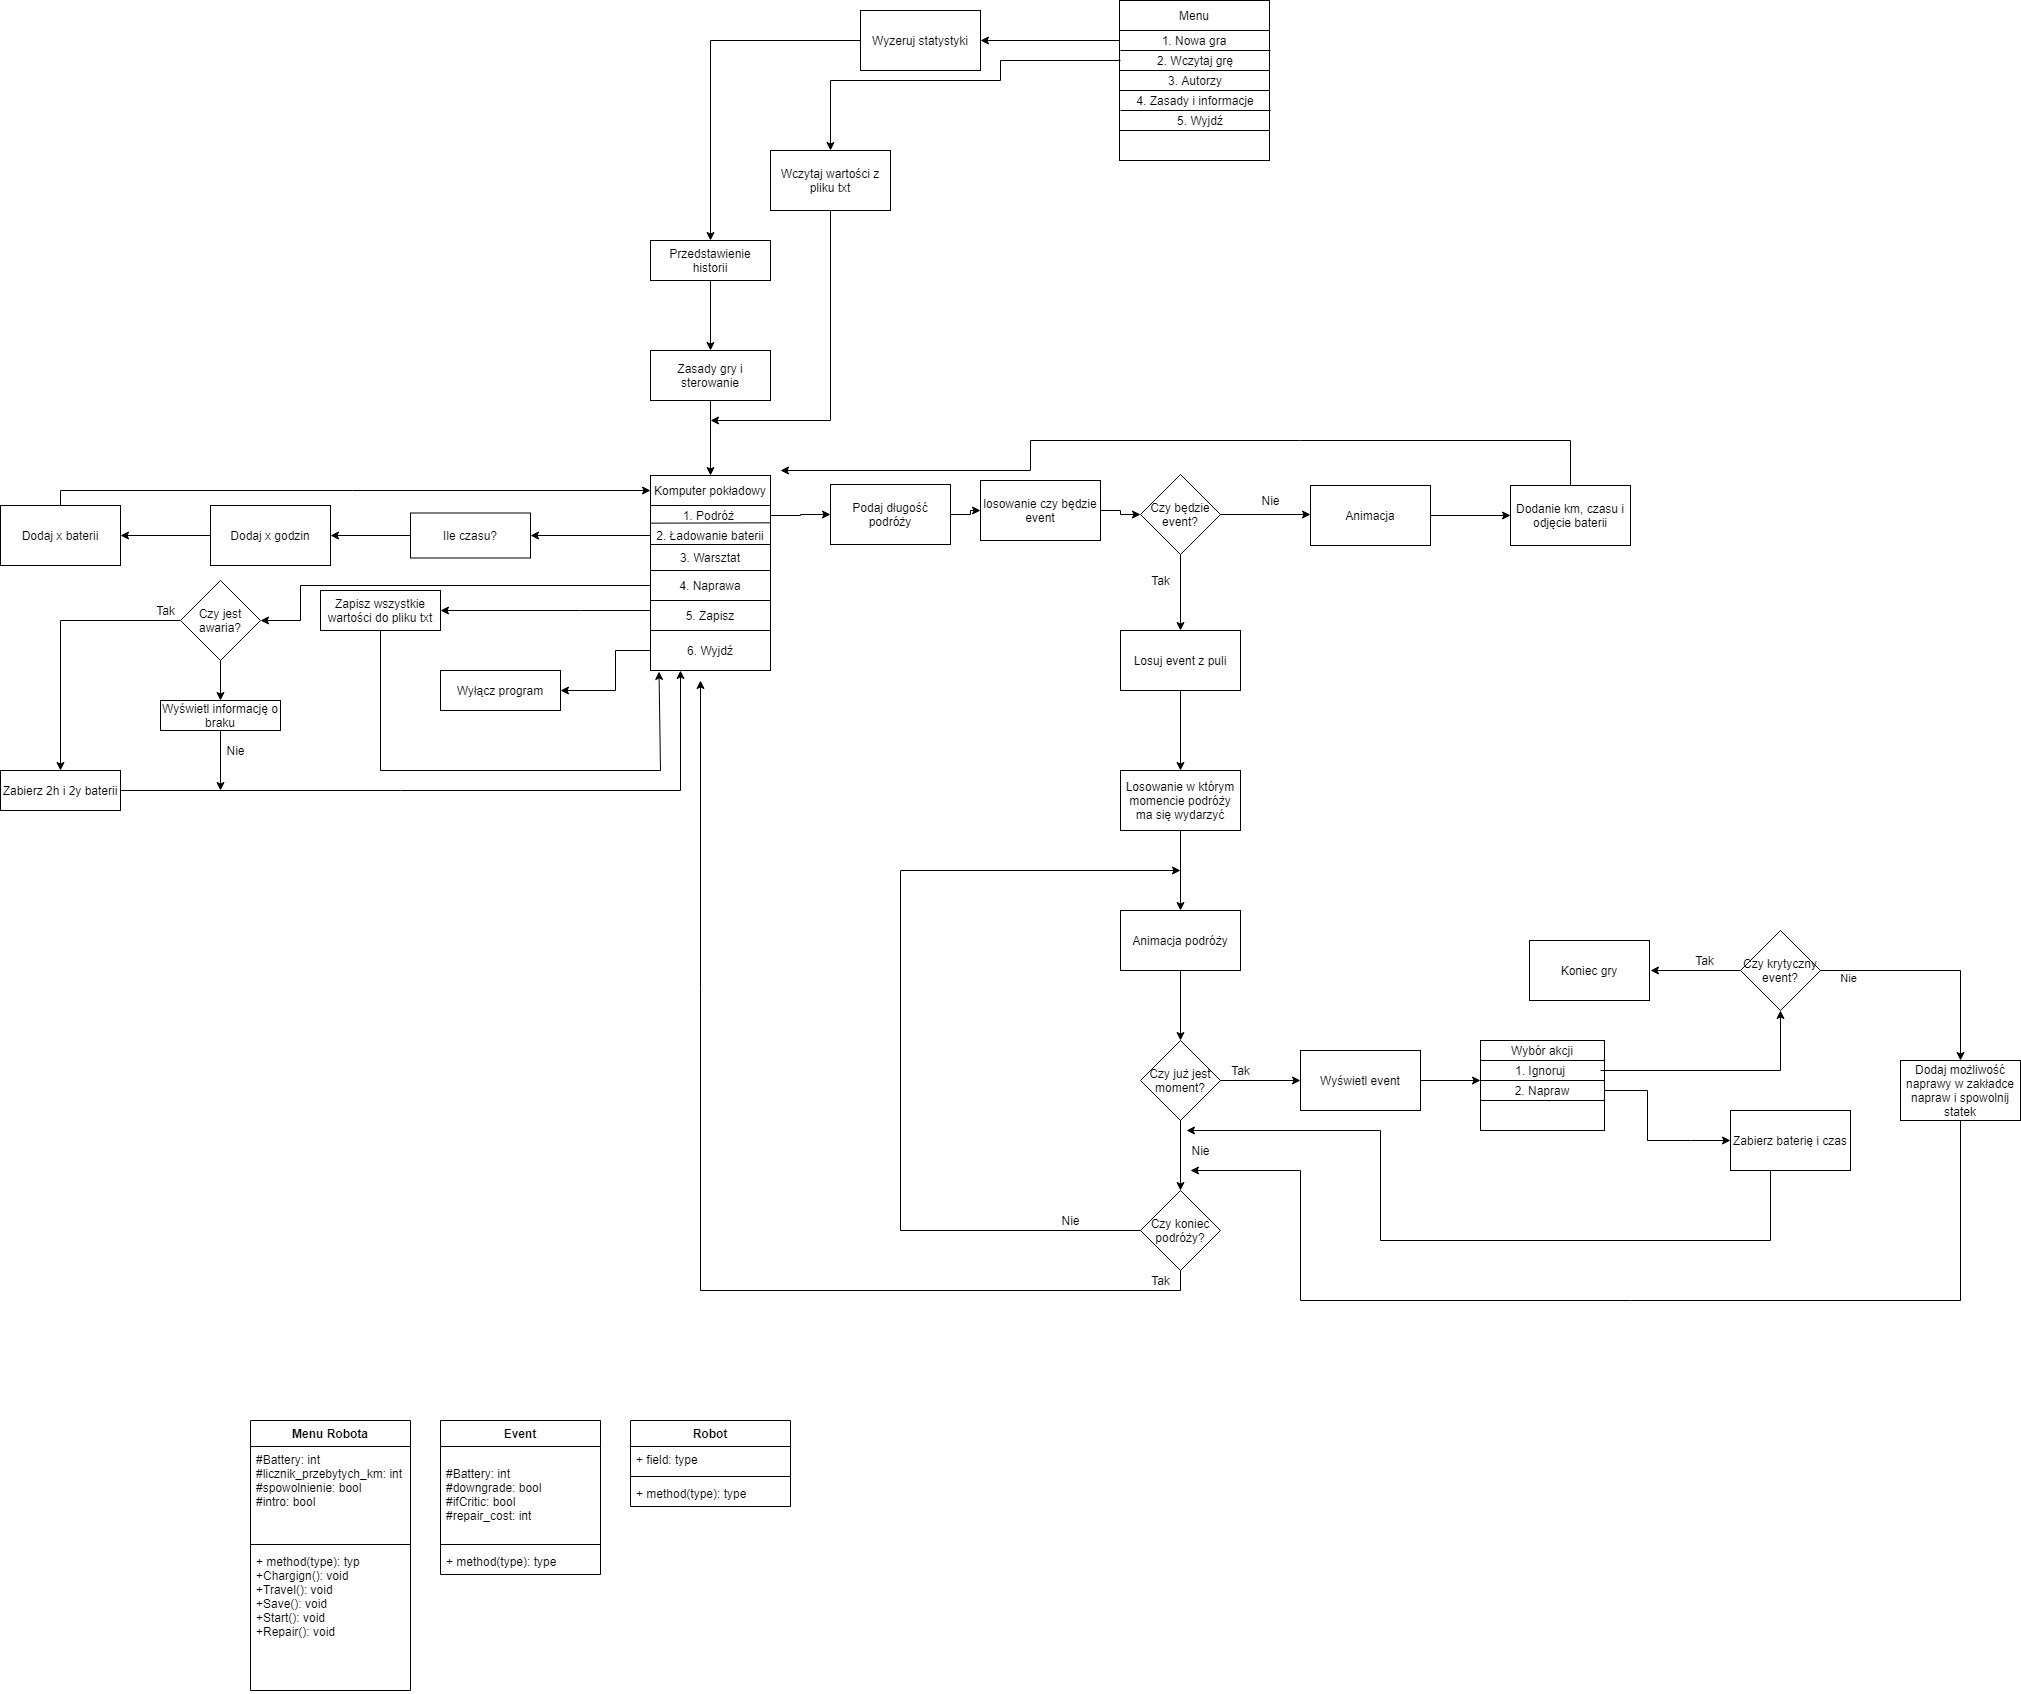 Menu
1. Nowa gra
2. Wczytaj grę
3. Autorzy
4. Zasady i informacje
5. Wyjdź
Wyzeruj statystyki
Wczytaj wartości z
pliku txt
Przedstawienie
historii
Zasady gry i
sterowanie
Komputer pokładowy
1. Podróż
2. Ładowanie baterii
3. Warsztat
4. Naprawa
5. Zapisz
6. Wyjdź
Dodaj x baterii
Dodaj x godzin
Ile czasu?
Podaj długość
podróży
losowanie czy będzie
event
Czy będzie
event?
Nie
Animacja
Dodanie km, czasu i
odjęcie baterii
Tak
Czy jest
awaria?
Tak
Zapisz wszystkie
wartości do pliku txt
Wyłącz program
Wyświetl informację o
braku
Nie
Zabierz 2h i 2y baterii
Losuj event z puli
Losowanie w którym
momencie podróży
ma się wydarzyć
Animacja podróży
Czy już jest
moment?
Tak
Wyświetl event
Wybór akcji
1. Ignoruj
2. Napraw
Koniec gry
Tak
Czy krytyczny
event?
Nie
Dodaj możliwość
naprawy w zakładce
napraw i spowolnij
statek
Zabierz baterię i czas
Nie
Czy koniec
podróży?
Nie
Tak
Menu Robota
#Battery: int
#licznik_przebytych_km: int
#spowolnienie: bool
#intro: bool
+ method(type): typ
+Chargign(): void
+Travel(): void
+Save(): void
+Start(): void
+Repair(): void
Event
#Battery: int
#downgrade: bool
#ifCritic: bool
#repair_cost: int
+ method(type): type
Robot
+ field: type
+ method(type): type